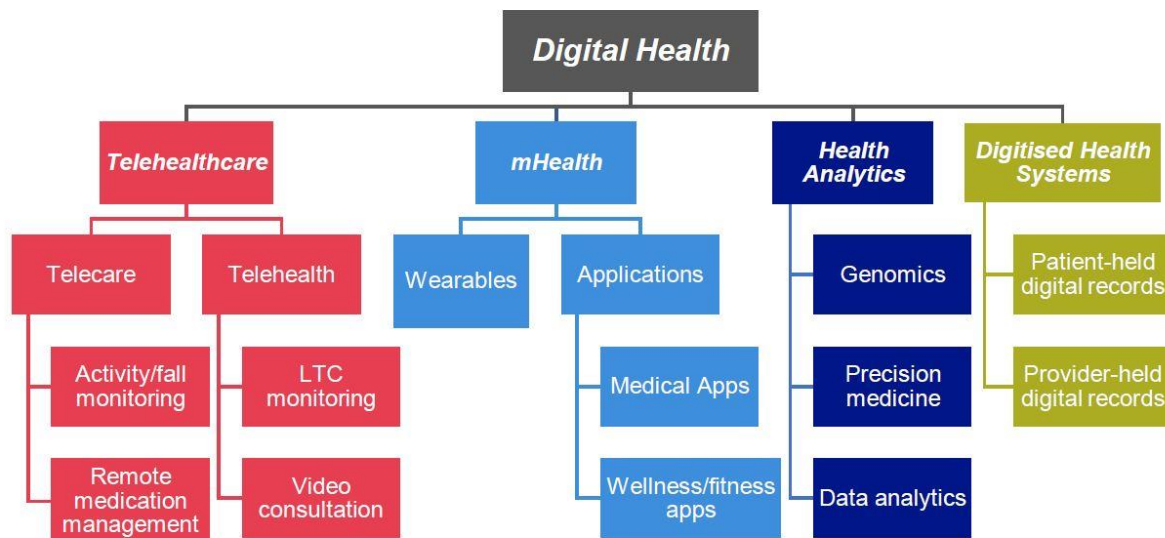 Digital Health
Telehealthcare
mHealth
Health
Analytics
Digitised Health
Systems
Telecare
Telehealth
Wearables
Applications
Genomics
Patient-held
digital records
Activity/fall
monitoring
LTC
monitoring
Medical Apps
Precision
medicine
Provider-held
digital records
Remote
medication
management
Video
consultation
Wellness/fitness
apps
Data analytics